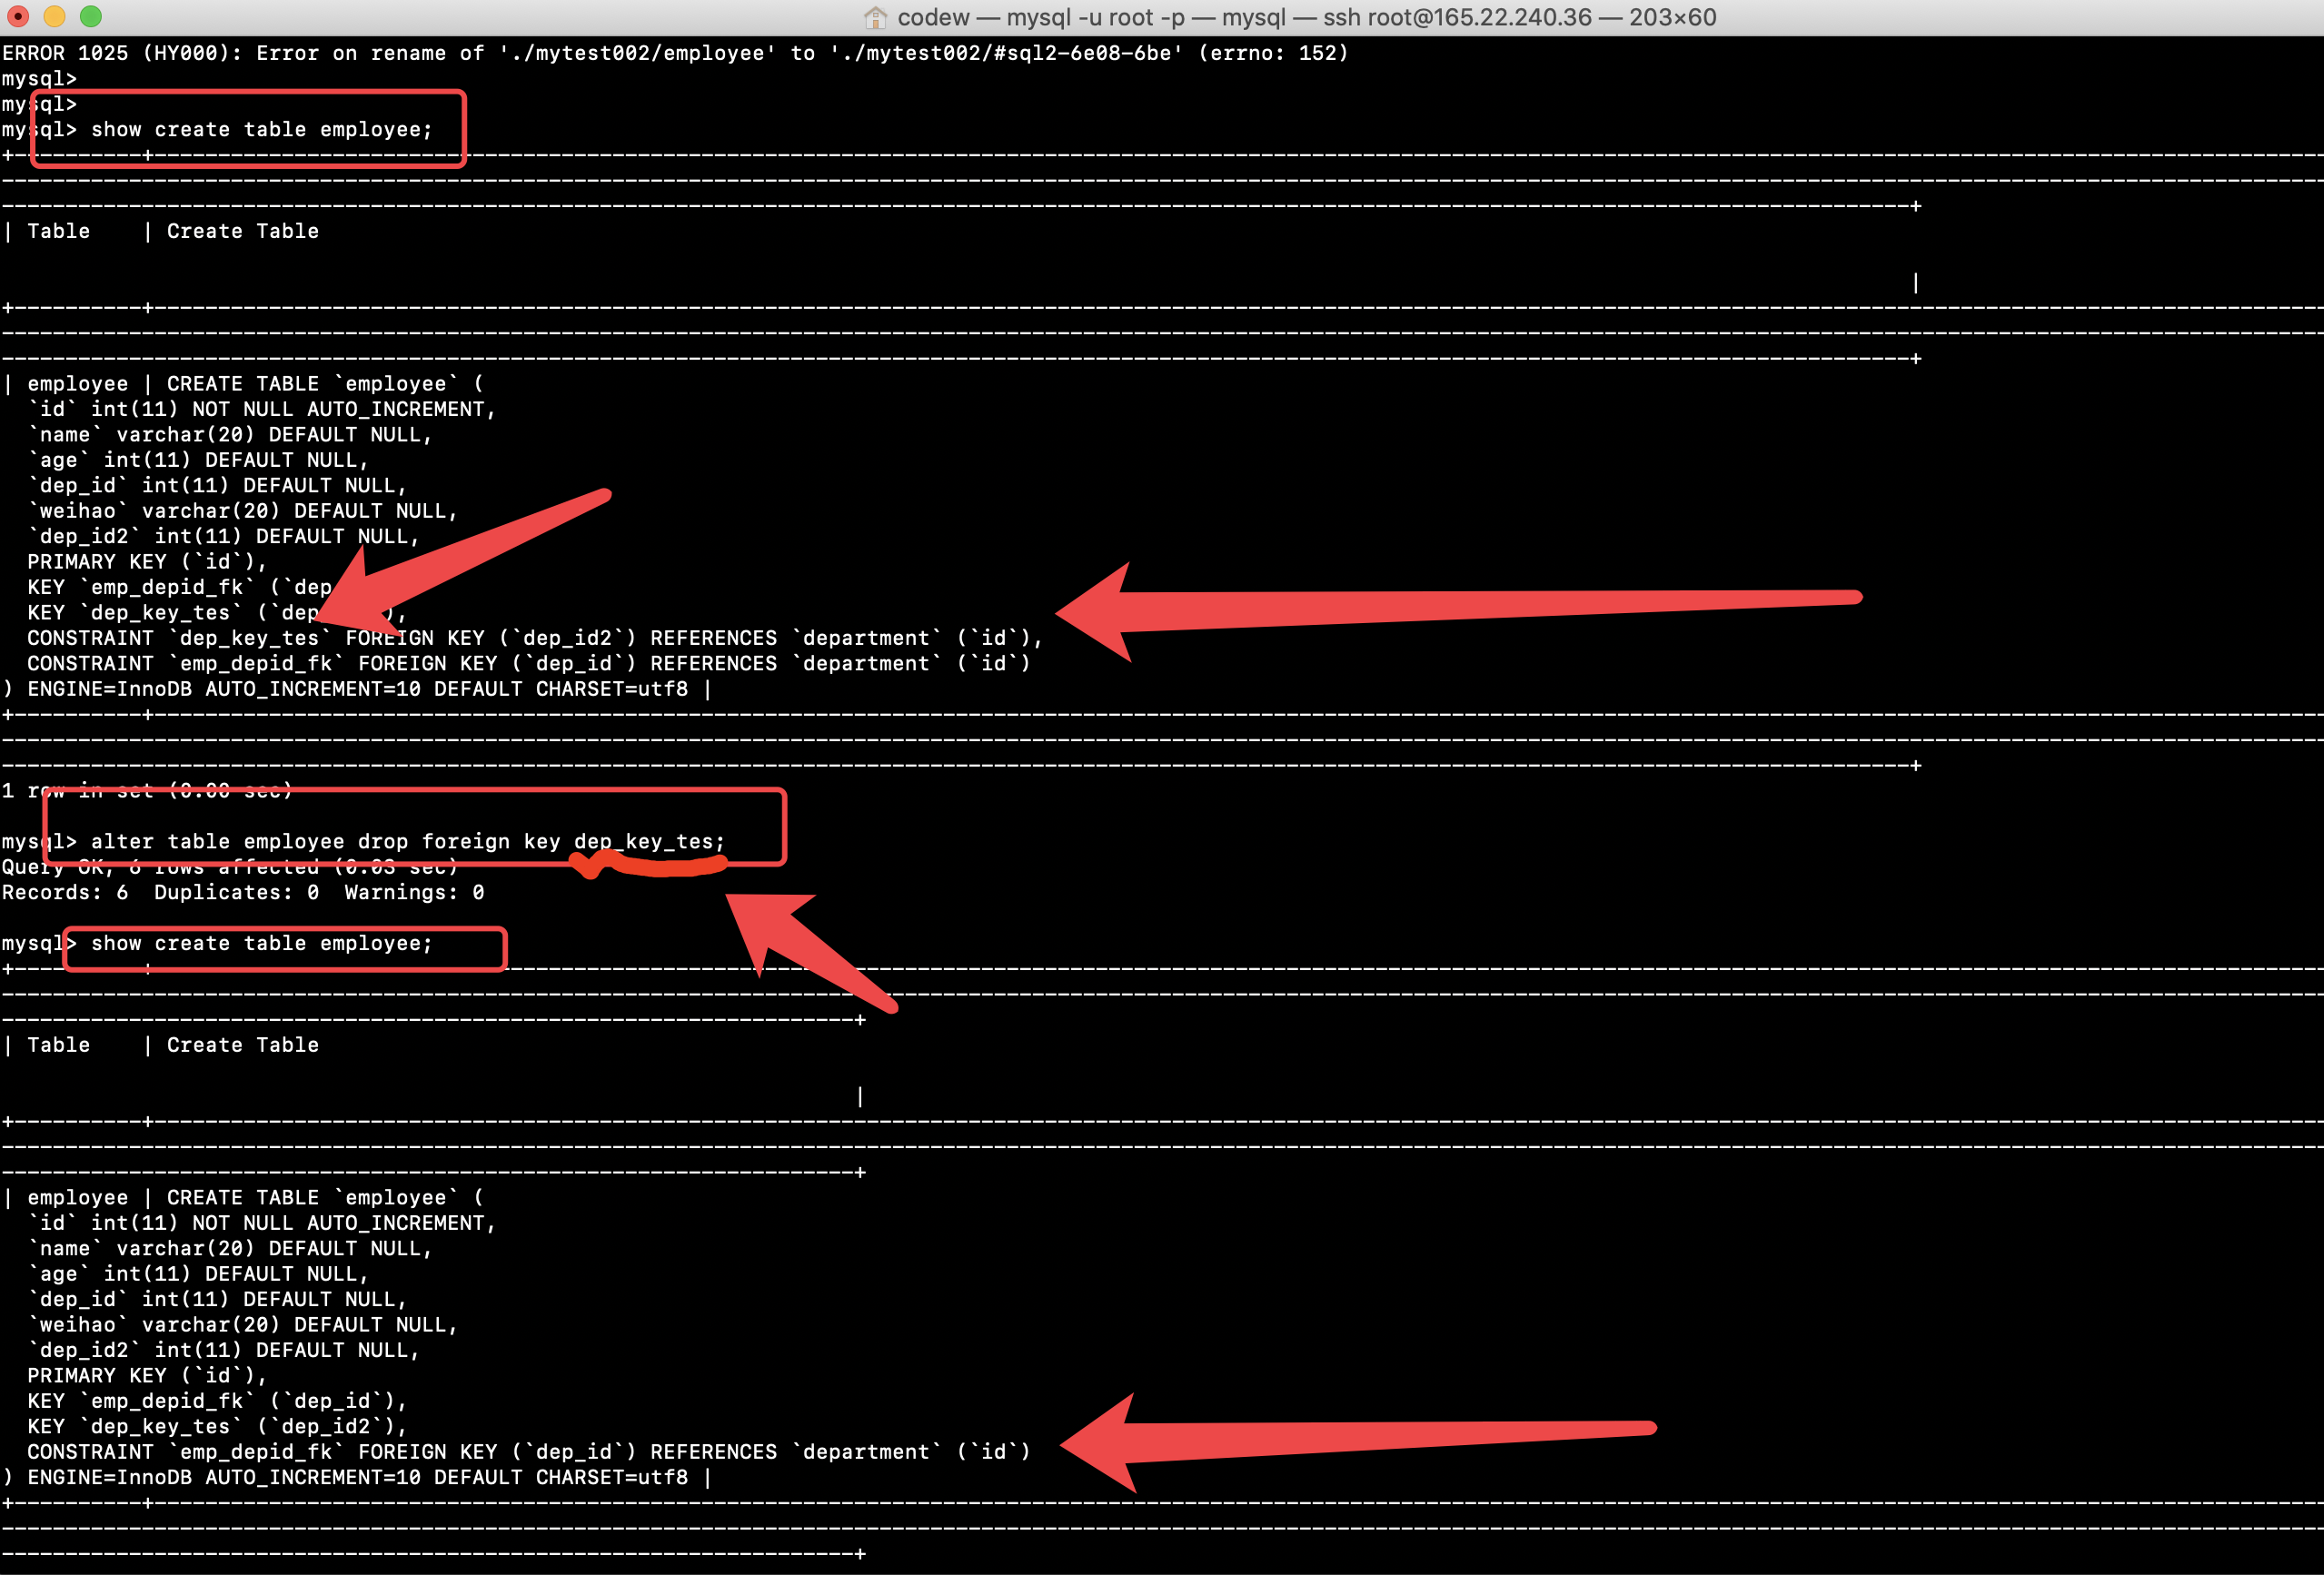 codew — mysql -u root -p — mysql — ssh root@165.22.240.36 — 203×60
ERROR 1025 (HY000): Error on rename of './mytest002/employee' to './mytest002/#sql2-6e08-6be' (errno: 152)
mysql>
mysql>
mysql> show create table employee;
| Table    | Create Table
|
| employee | CREATE TABLE `employee` (
  `id` int(11) NOT NULL AUTO_INCREMENT,
  `name` varchar(20) DEFAULT NULL,
  `age` int(11) DEFAULT NULL,
  `dep_id` int(11) DEFAULT NULL,
  `weihao` varchar(20) DEFAULT NULL,
  `dep_id2` int(11) DEFAULT NULL,
  PRIMARY KEY (`id`),
  KEY `emp_depid_fk` (`dep
  KEY `dep_key_tes` (`dep ),
  CONSTRAINT `dep_key_tes` FOREIGN KEY (`dep_id2`) REFERENCES `department` (`id`),
  CONSTRAINT `emp_depid_fk` FOREIGN KEY (`dep_id`) REFERENCES `department` (`id`)
) ENGINE=InnoDB AUTO_INCREMENT=10 DEFAULT CHARSET=utf8 |
1 row in set (0.00 sec)
mysql> alter table employee drop foreign key dep_key_tes;
Query OK, 6 rows affected (0.03 sec)
Records: 6  Duplicates: 0  Warnings: 0
mysql> show create table employee;
| Table    | Create Table
|
| employee | CREATE TABLE `employee` (
  `id` int(11) NOT NULL AUTO_INCREMENT,
  `name` varchar(20) DEFAULT NULL,
  `age` int(11) DEFAULT NULL,
  `dep_id` int(11) DEFAULT NULL,
  `weihao` varchar(20) DEFAULT NULL,
  `dep_id2` int(11) DEFAULT NULL,
  PRIMARY KEY (`id`),
  KEY `emp_depid_fk` (`dep_id`),
  KEY `dep_key_tes` (`dep_id2`),
  CONSTRAINT `emp_depid_fk` FOREIGN KEY (`dep_id`) REFERENCES `department` (`id`)
) ENGINE=InnoDB AUTO_INCREMENT=10 DEFAULT CHARSET=utf8 |